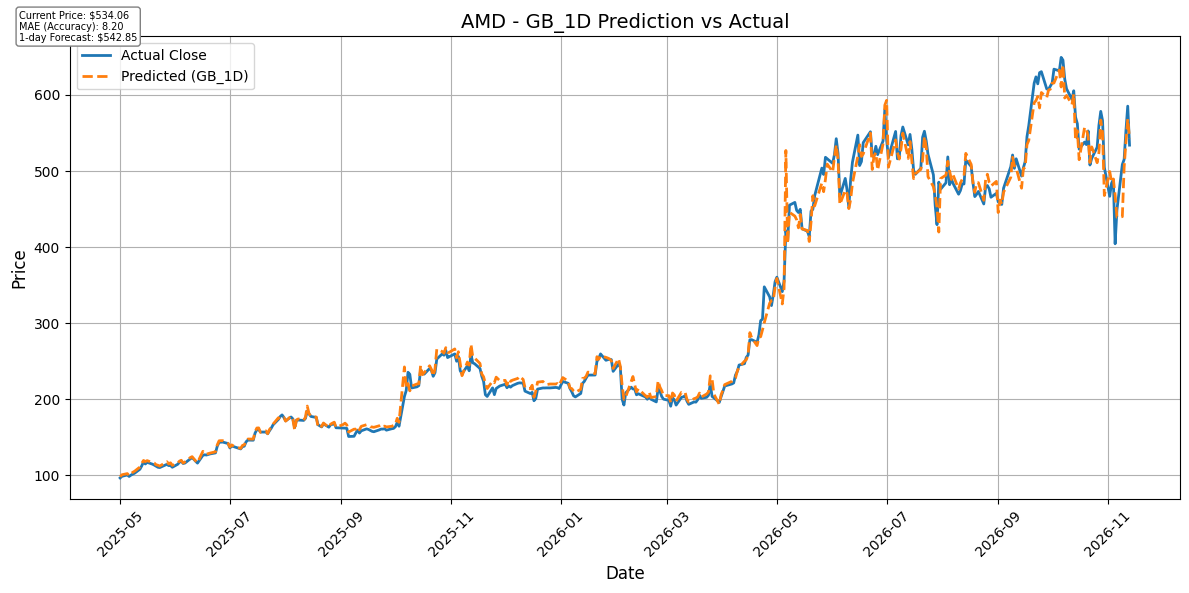 AMD - GB_1D Prediction vs Actual
Current Price: $534.06
MAE (Accuracy): 8.20
1-day Forecast: $542.85
Actual Close
Predicted (GB_1D)
Price
600
500
400
300
200
100
2025-05
2025-07
2025-09
2025-11
2026-01
2026-03
2026-05
2026-07
2026-09
2026-11
Date